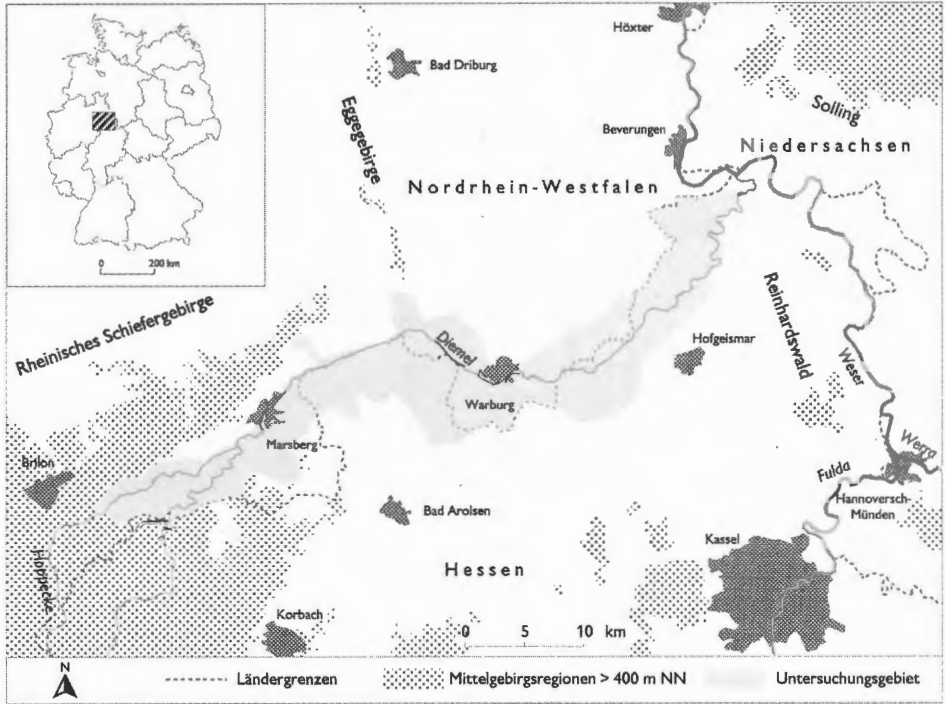 Höxter
Bad Driburg
Solling
Eggegebirge
Beverungen
Niedersachsen
Nordrhein-Westfalen
0 200 km
Rheinisches Schiefergebirge
Reinhardswald
Diemel
Hofgeismar
Weser
Warburg
Marsberg
Brilon
Werra
Fulda
Hannoversch-
Münden
Bad Arolsen
Kassel
Hoppecke
Hessen
Korbach
0 5 10 km
N
Ländergrenzen
Mittelgebirgsregionen > 400 m NN
Untersuchungsgebiet